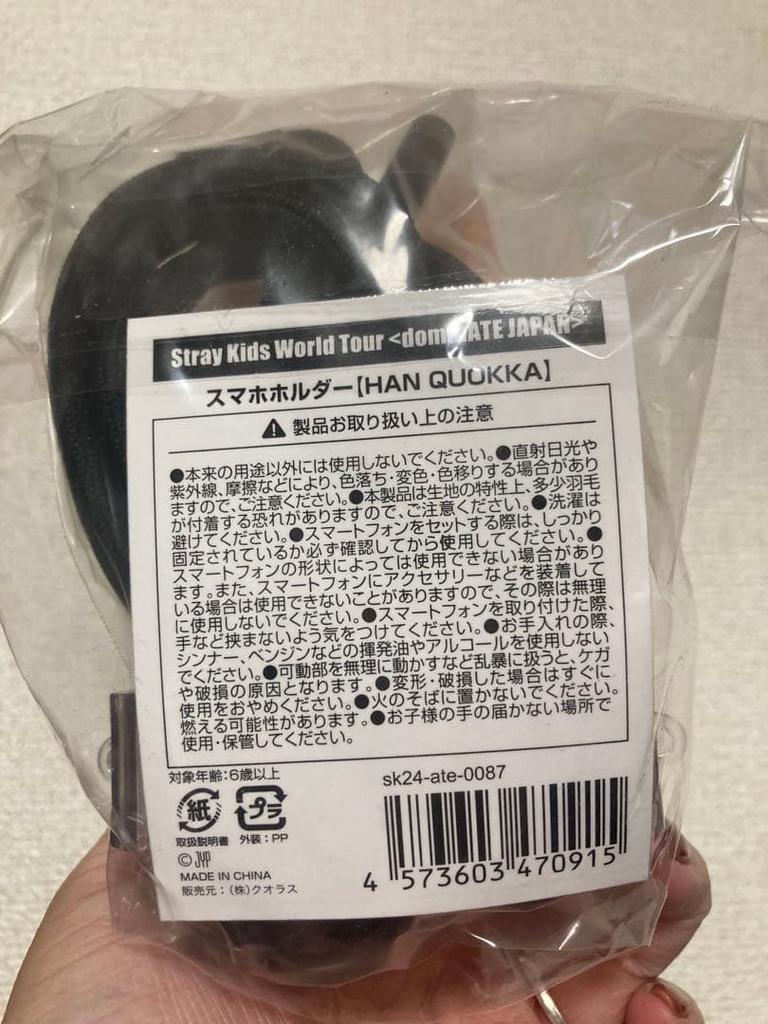 Stray Kids World Tour <dominATE JAPAN>
スマホホルダー【HAN QUOKKA】
製品お取り扱い上の注意
●本来の用途以外には使用しないでください。●直射日光や
紫外線、摩擦などにより、色落ち・変色・色移りする場合があり
ますので、ご注意ください。●本製品は生地の特性上、多少羽毛
が付着する恐れがありますので、ご注意ください。●洗濯は
避けてください。●スマートフォンをセットする際は、しっかり
固定されているか必ず確認してから使用してください。●
スマートフォンの形状によっては使用できない場合があり
ます。また、スマートフォンにアクセサリーなどを装着して
いる場合は使用できないことがありますので、その際は無理
に使用しないでください。●スマートフォンを取り付けた際、
手など挟まないよう気をつけてください。●お手入れの際、
シンナー、ベンジンなどの揮発油やアルコールを使用しない
でください。●可動部を無理に動かすなど乱暴に扱うと、ケガ
や破損の原因となります。●変形・破損した場合はすぐに
使用をおやめください。●火のそばに置かないでください。
燃える可能性があります。●お子様の手の届かない場所で
使用・保管してください。
対象年齢:6歳以上
sk24-ate-0087
紙 プラ
取扱説明書 外装:PP
© JYP
MADE IN CHINA
販売元:(株)クオラス
4 573603 470915